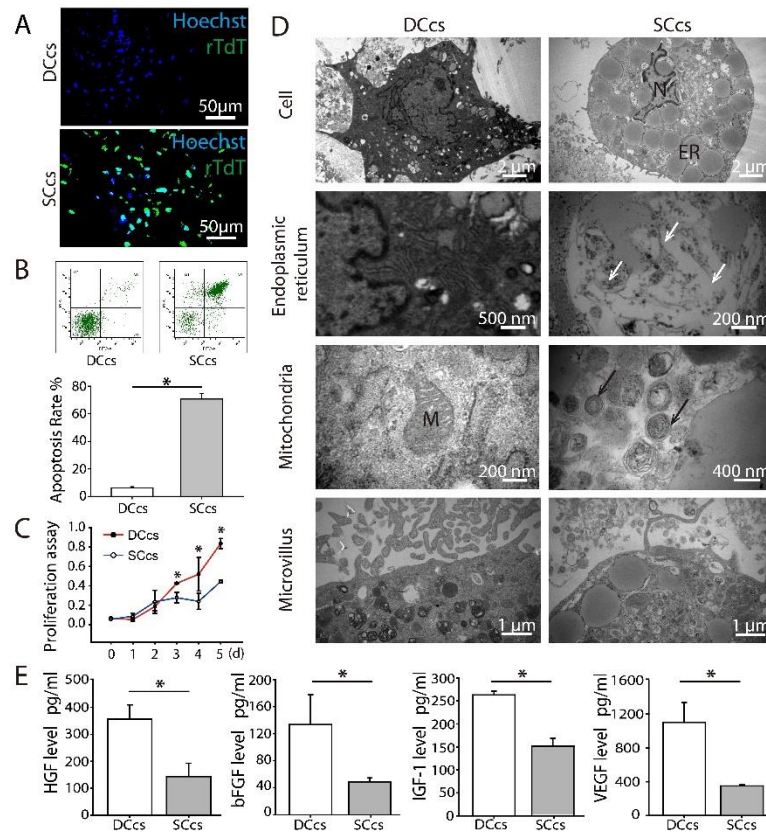 A
DCcs
Hoechst
rTdT
50μm
SCcs
Hoechst
rTdT
50μm
B
DCcs
SCcs
Apoptosis Rate %
80
60
40
20
0
*
DCcs
SCcs
C
Proliferation assay
1.0
0.8
0.6
0.4
0.2
0.0
DCcs
SCcs
*
*
*
0 1 2 3 4 5 (d)
D
DCcs
SCcs
Cell
2 μm
N
ER
2 μm
Endoplasmic
reticulum
500 nm
200 nm
Mitochondria
M
200 nm
400 nm
Microvillus
1 μm
1 μm
E
HGF level pg/ml
500
400
300
200
100
0
*
DCcs
SCcs
bFGF level pg/ml
200
150
100
50
0
*
DCcs
SCcs
IGF-1 level pg/ml
300
250
200
150
100
50
0
*
DCcs
SCcs
VEGF level pg/ml
1600
1200
800
400
0
*
DCcs
SCcs